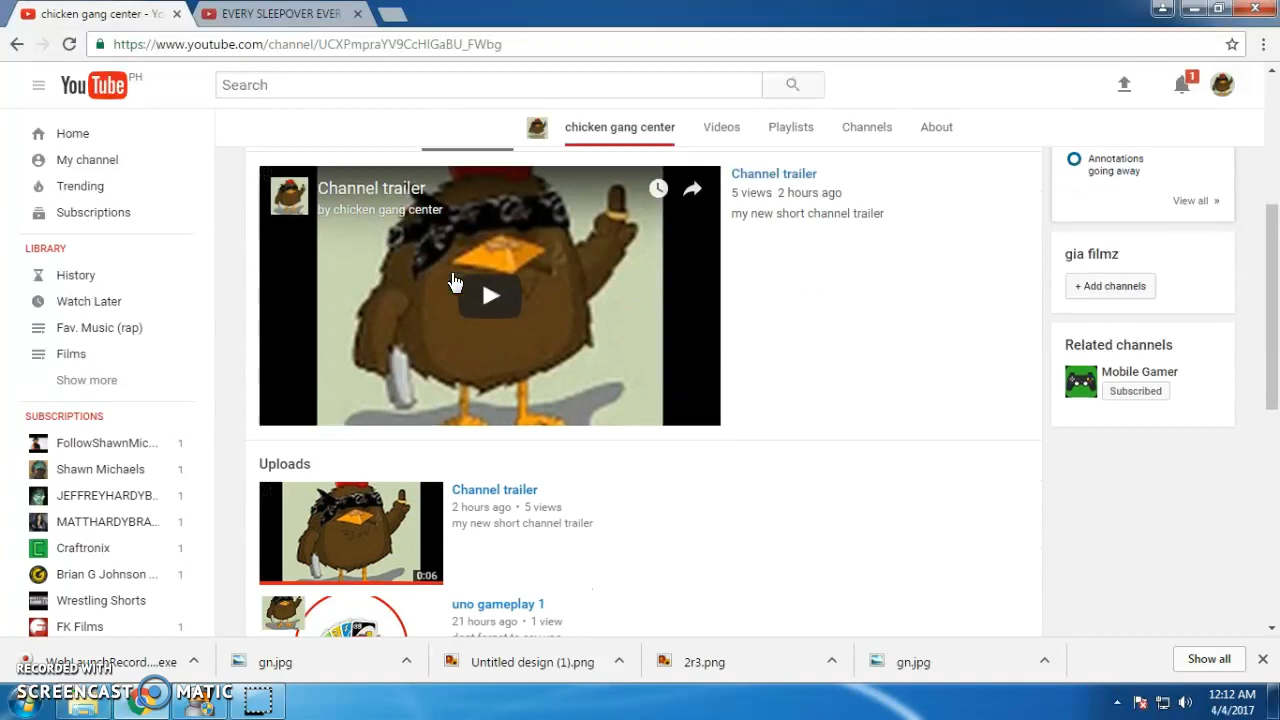 chicken gang center - Yo
EVERY SLEEPOVER EVER
https://www.youtube.com/channel/UCXPmpraYV9CcHIGaBU_FWbg
YouTube PH
Search
1
chicken gang center
Videos
Playlists
Channels
About
Home
My channel
Trending
Subscriptions
LIBRARY
History
Watch Later
Fav. Music (rap)
Films
Show more
SUBSCRIPTIONS
FollowShawnMic... 1
Shawn Michaels 1
JEFFREYHARDYB... 1
MATTHARDYBRA... 1
Craftronix 1
Brian G Johnson ... 1
Wrestling Shorts 1
FK Films 1
Channel trailer
by chicken gang center
Channel trailer
5 views 2 hours ago
my new short channel trailer
Uploads
Channel trailer
2 hours ago • 5 views
my new short channel trailer
0:06
uno gameplay 1
21 hours ago • 1 view
dont forget to say uno
Annotations
going away
View all »
gia filmz
+ Add channels
Related channels
Mobile Gamer
Subscribed
WebLaunchRecord....exe
gn.jpg
Untitled design (1).png
2r3.png
gn.jpg
Show all
RECORDED WITH
SCREENCAST MATIC
12:12 AM
4/4/2017